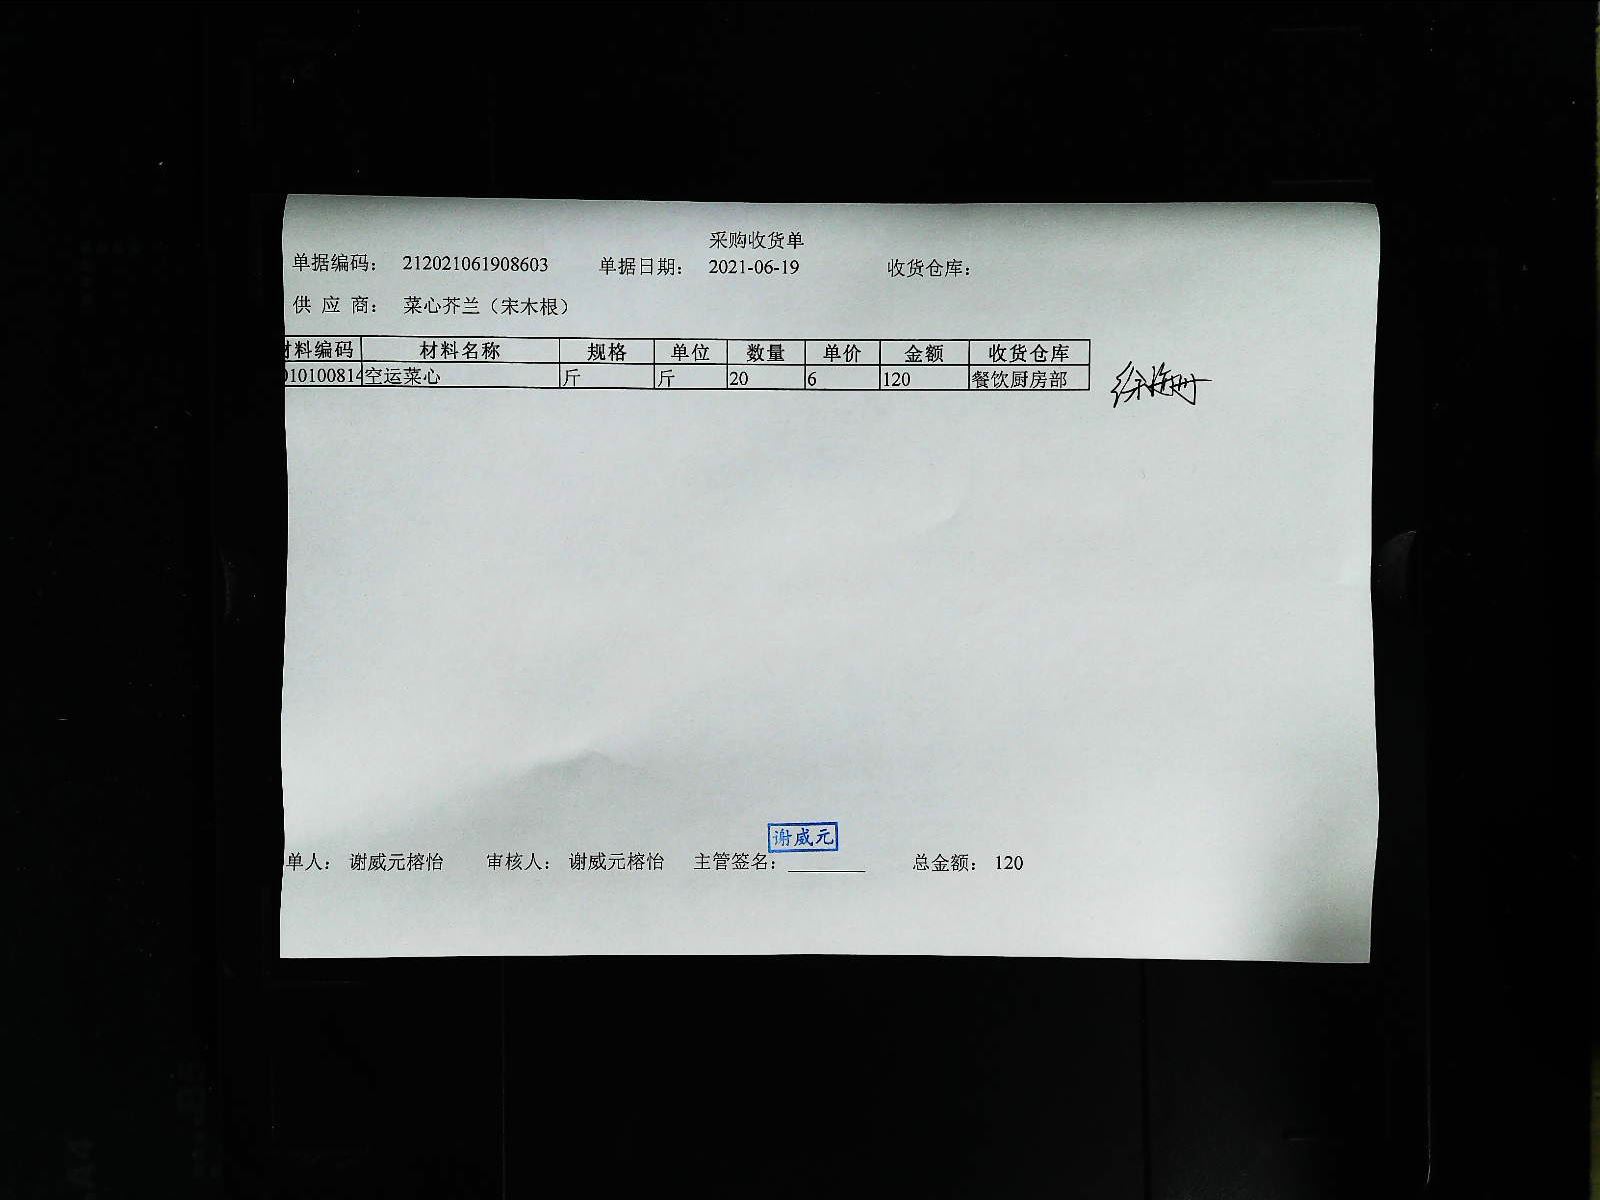 采购收货单
单据编码： 212021061908603 单据日期： 2021-06-19 收货仓库：
供 应 商： 菜心芥兰（宋木根）
材料编码 材料名称 规格 单位 数量 单价 金额 收货仓库
010100814 空运菜心 斤 斤 20 6 120 餐饮厨房部
谢威元
单人： 谢威元榕怡 审核人： 谢威元榕怡 主管签名： 总金额： 120